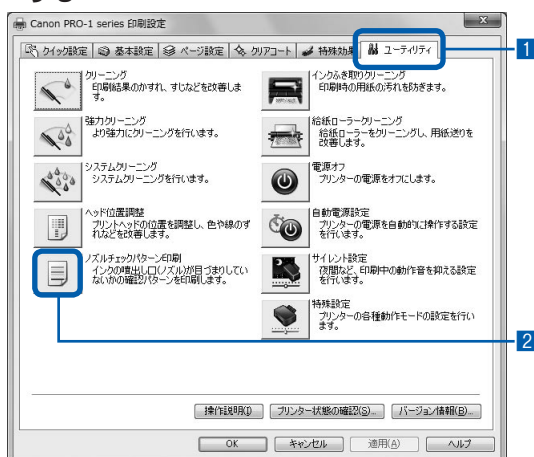 Canon PRO-1 series 印刷設定
クイック設定
基本設定
ページ設定
クリアコート
特殊効果
ユーティリティ
1
クリーニング
印刷結果のかすれ、すじなどを改善しま
す。
強力クリーニング
より強力にクリーニングを行います。
システムクリーニング
システムクリーニングを行います。
ヘッド位置調整
プリントヘッドの位置を調整し、色や線のず
れなどを改善します。
ノズルチェックパターン印刷
インクの噴出し口(ノズル)が目づまりしてい
ないかの確認パターンを印刷します。
インクふき取りクリーニング
印刷時の用紙の汚れを防ぎます。
給紙ローラークリーニング
給紙ローラーをクリーニングし、用紙送りを
改善します。
電源オフ
プリンターの電源をオフにします。
自動電源設定
プリンターの電源を自動的に操作する設定
を行います。
サイレント設定
夜間など、印刷中の動作音を抑える設定
を行います。
特殊設定
プリンターの各種動作モードの設定を行い
ます。
2
操作説明(I)
プリンター状態の確認(S)...
バージョン情報(B)...
OK
キャンセル
適用(A)
ヘルプ